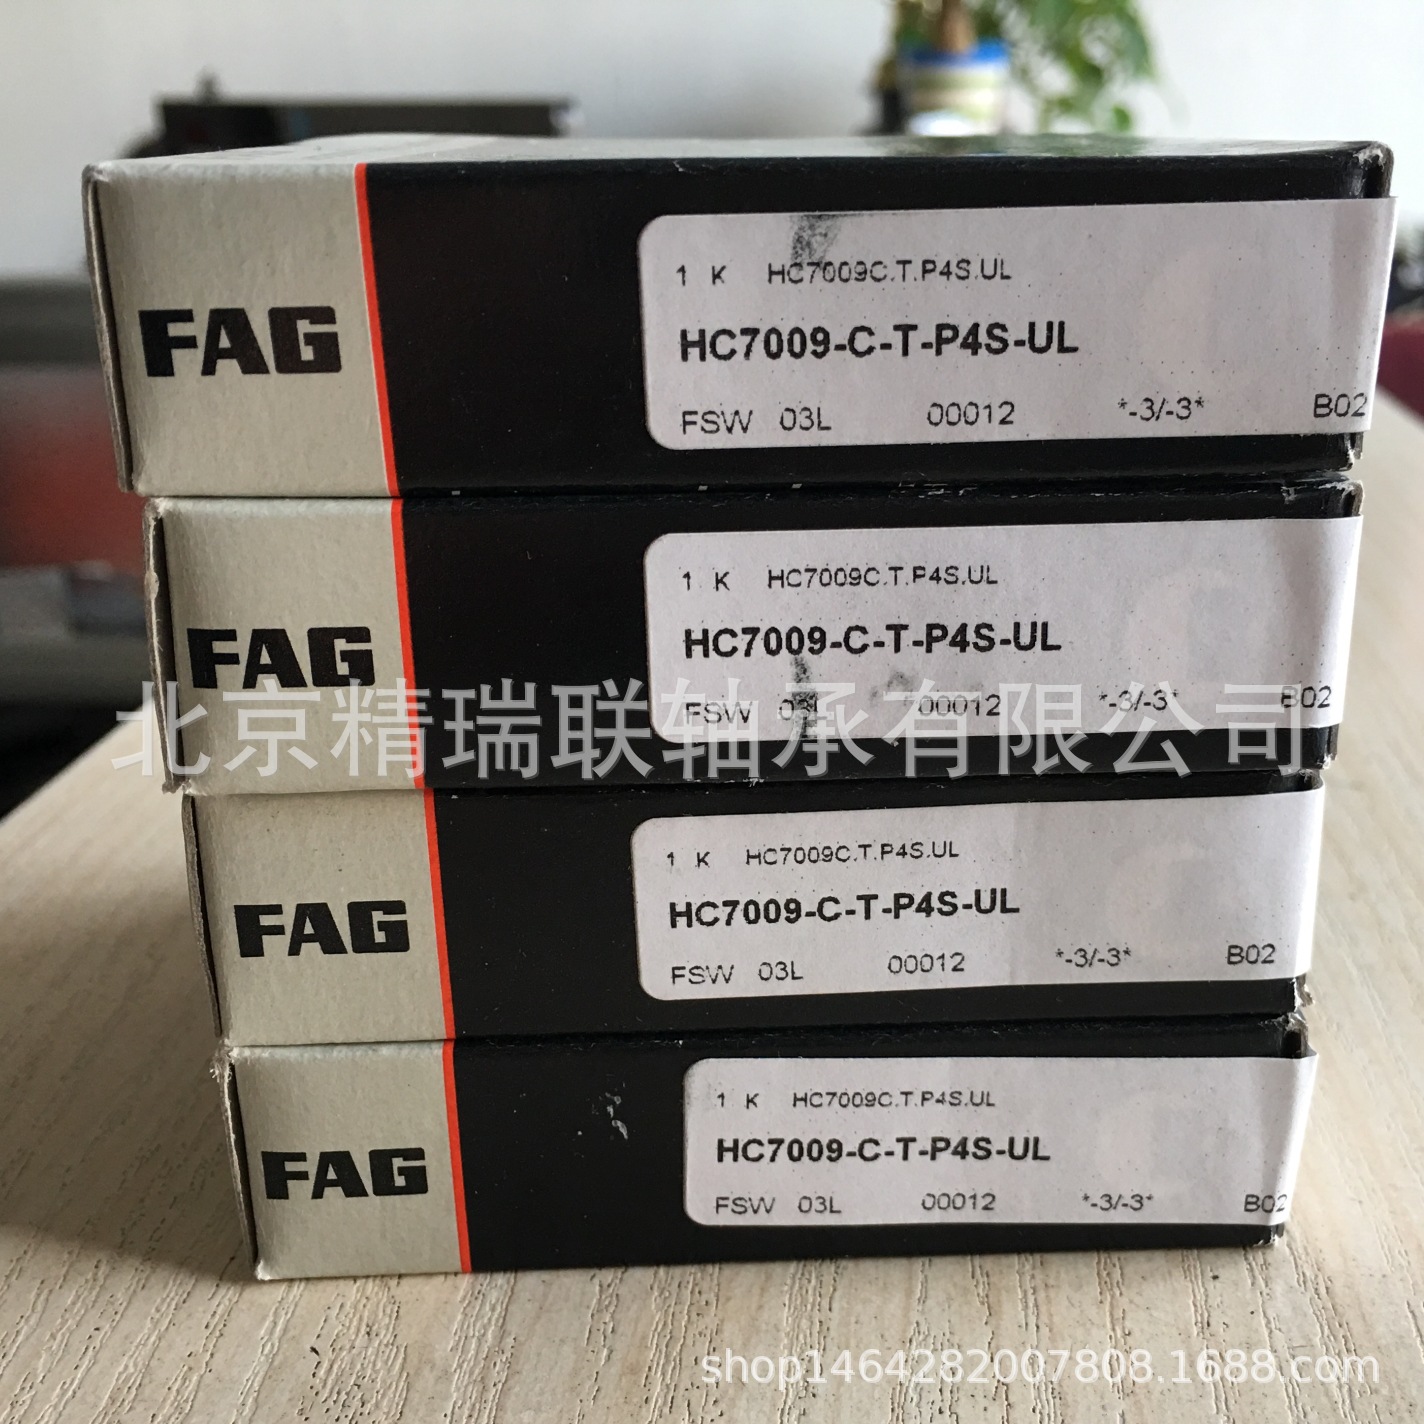 FAG
1 K HC7009C.T.P4S.UL
HC7009-C-T-P4S-UL
FSW 03L 00012 *-3/-3* B02
FAG
1 K HC7009C.T.P4S.UL
HC7009-C-T-P4S-UL
FSW 03L 00012 *-3/-3* B02
北京精瑞联轴承有限公司
FAG
1 K HC7009C.T.P4S.UL
HC7009-C-T-P4S-UL
FSW 03L 00012 *-3/-3* B02
FAG
1 K HC7009C.T.P4S.UL
HC7009-C-T-P4S-UL
FSW 03L 00012 *-3/-3* B02
shop1464282007808.1688.com